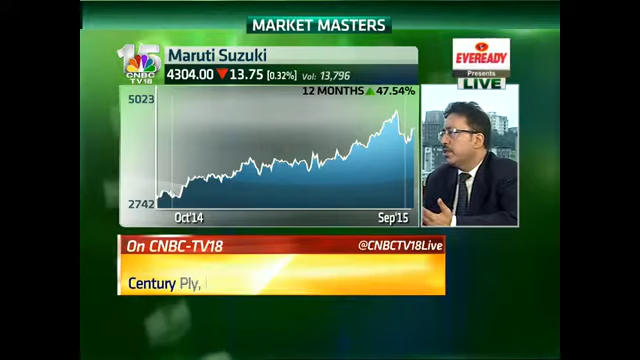 MARKET MASTERS
15
CNBC
TV18
Maruti Suzuki
4304.00 ▼ 13.75 [0.32%] Vol: 13,796
EVEREADY
Presents
LIVE
12 MONTHS ▲ 47.54%
5023
2742
Oct'14 Sep'15
On CNBC-TV18 @CNBCTV18Live
Century Ply,